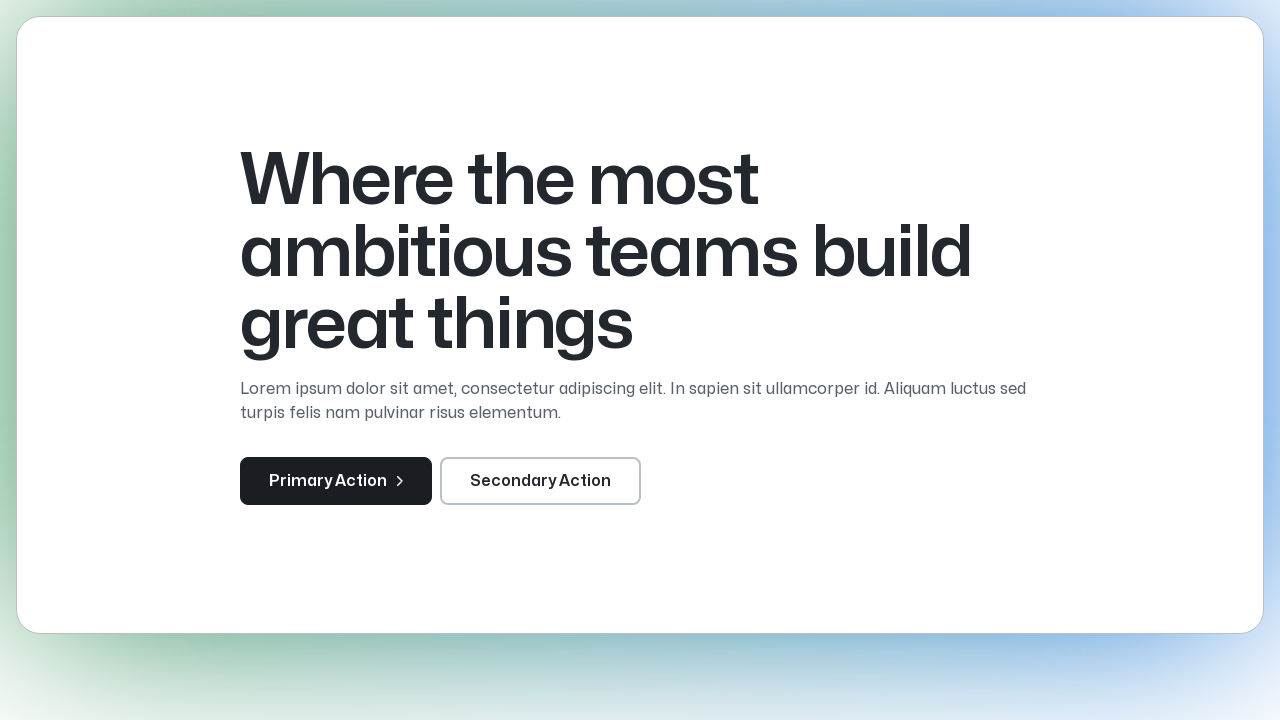 Where the most
ambitious teams build
great things
Lorem ipsum dolor sit amet, consectetur adipiscing elit. In sapien sit ullamcorper id. Aliquam luctus sed
turpis felis nam pulvinar risus elementum.
Primary Action
Secondary Action